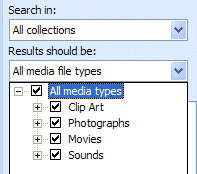 Search in:
All collections
Results should be:
All media file types
All media types
Clip Art
Photographs
Movies
Sounds